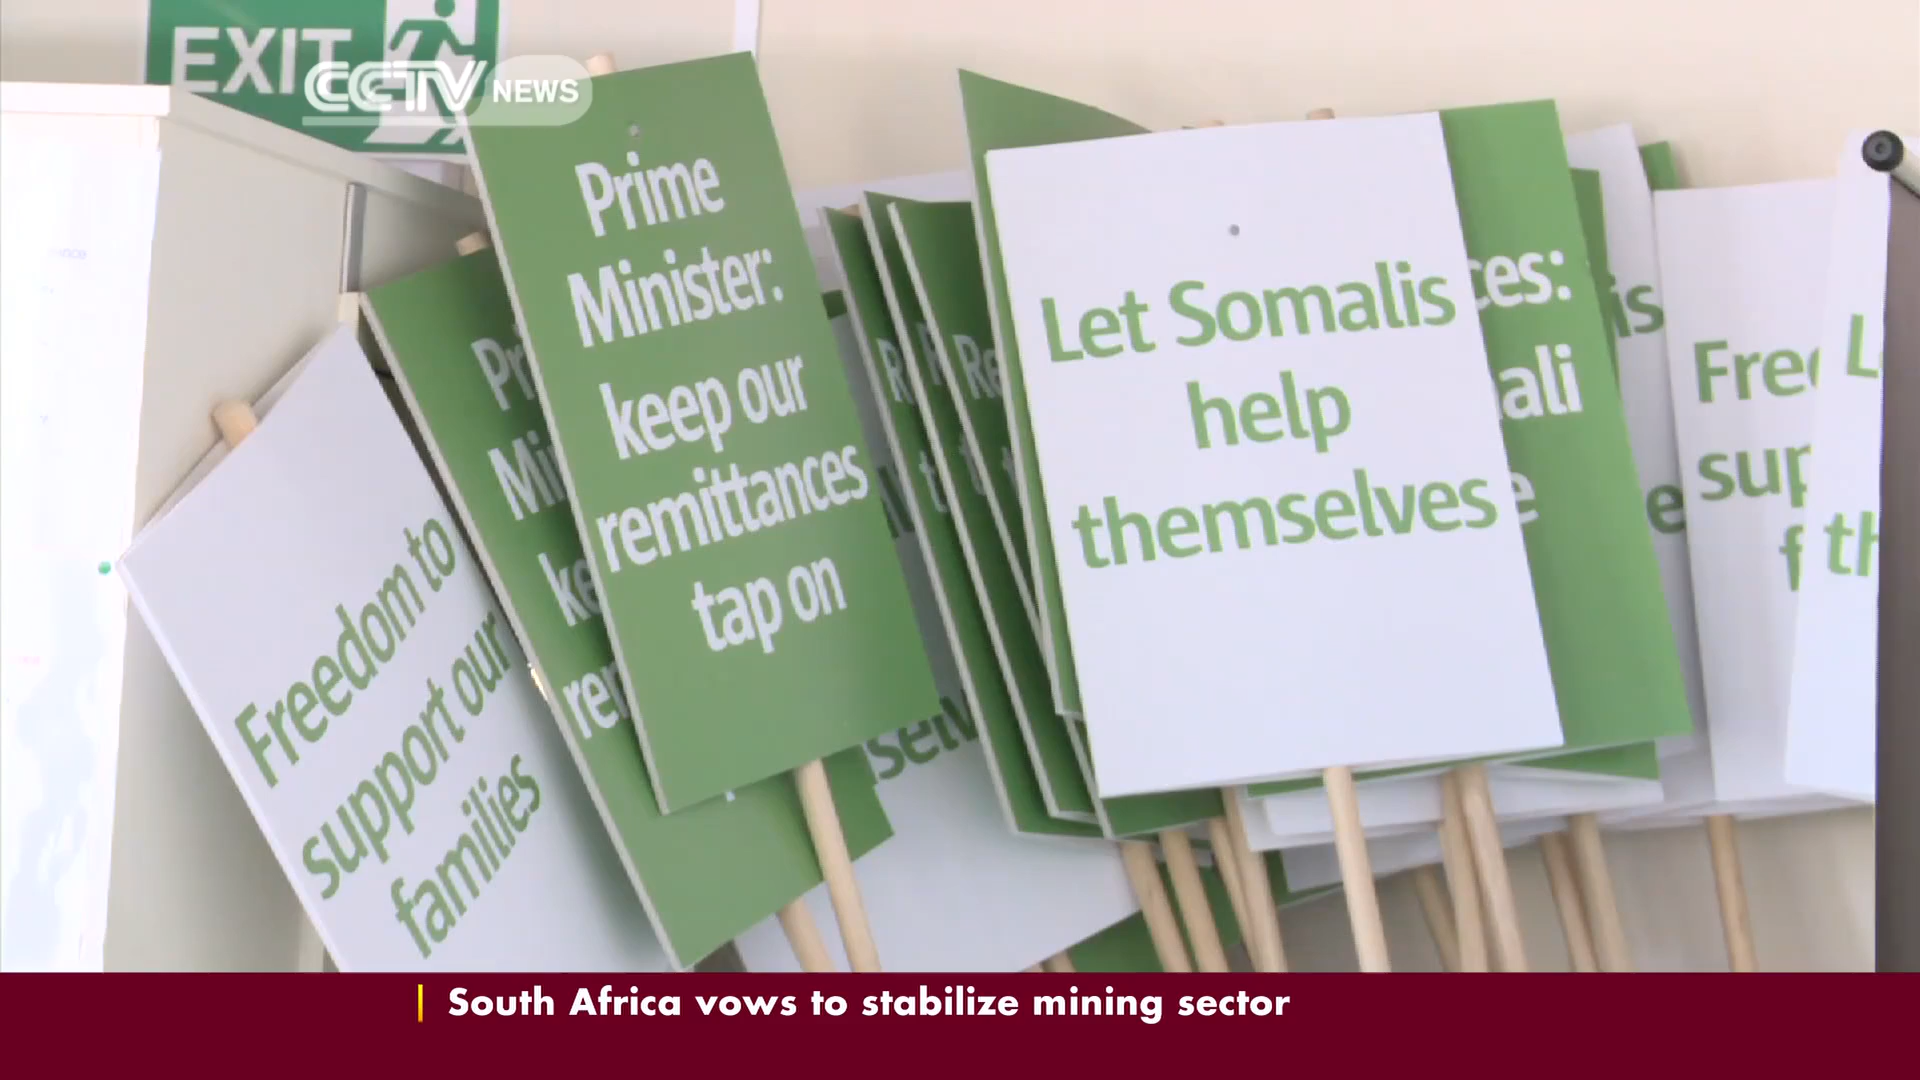 EXIT
CCTV NEWS
Prime
Minister:
keep our
remittances
tap on
Let Somalis
help
themselves
Freedom to
support our
families
South Africa vows to stabilize mining sector